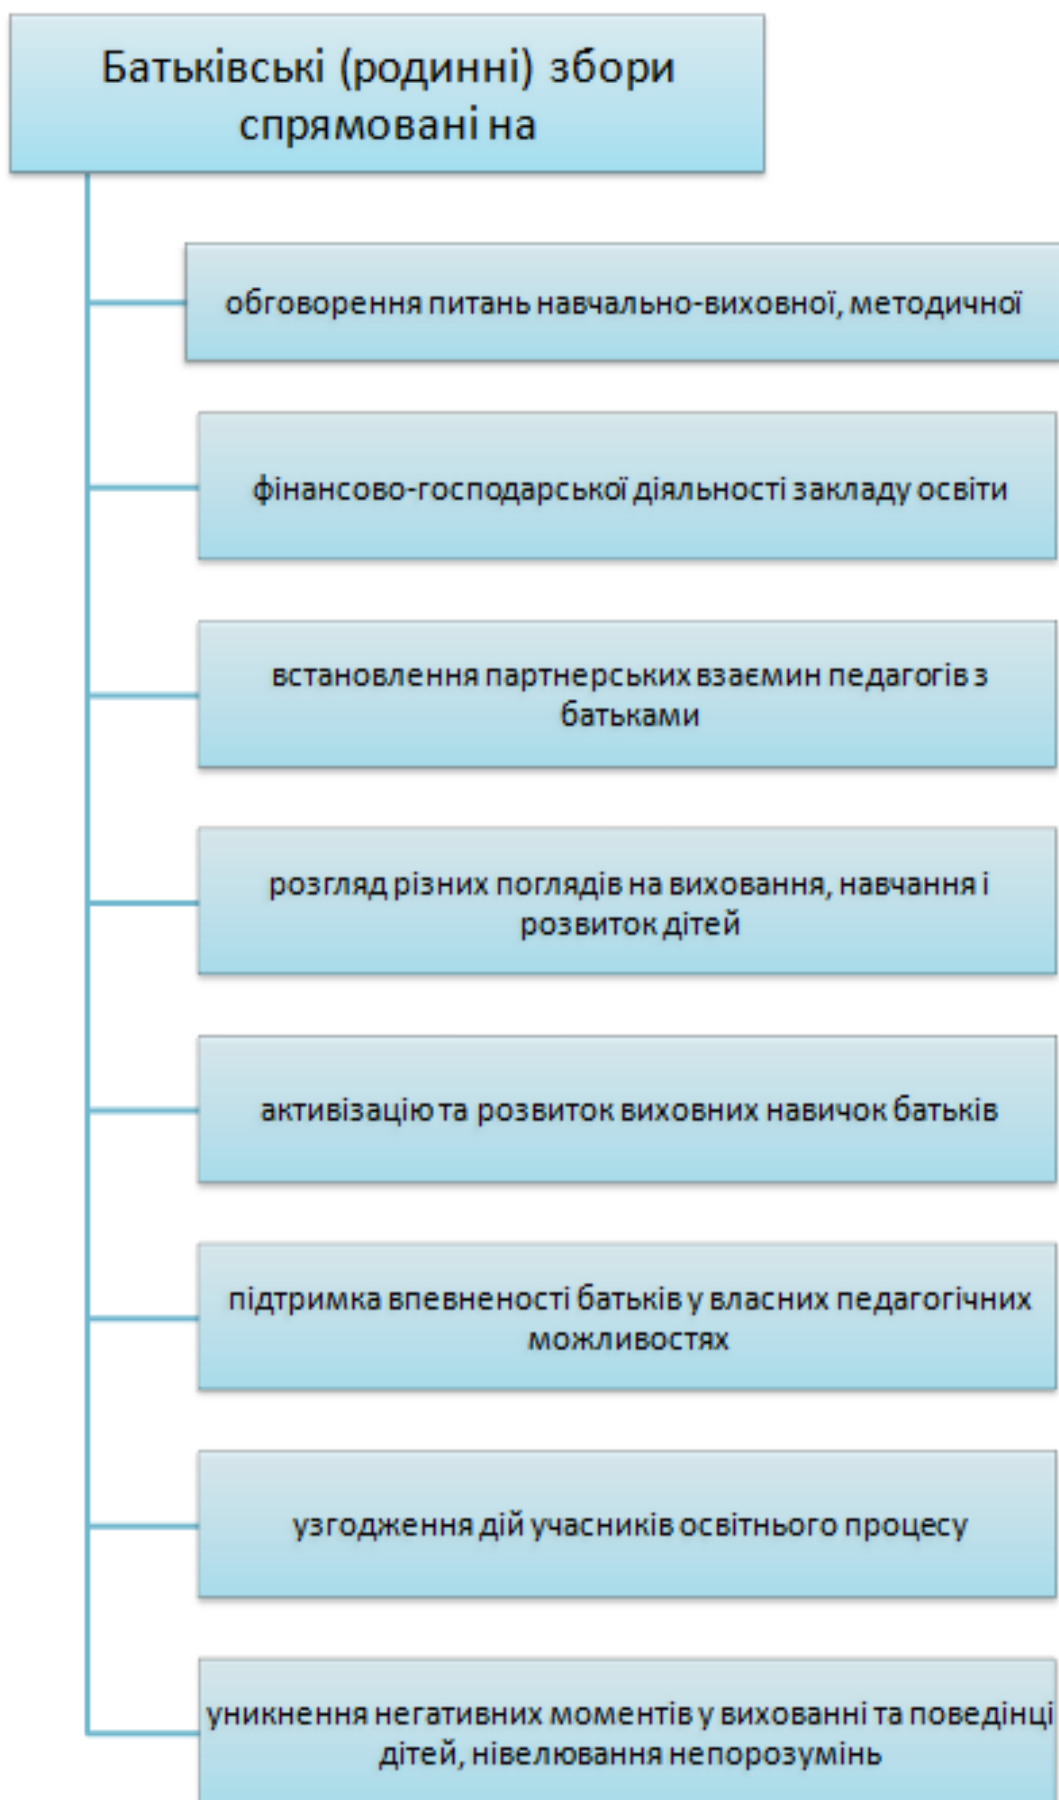 Батьківські (родинні) збори
спрямовані на
обговорення питань навчально-виховної, методичної
фінансово-господарської діяльності закладу освіти
встановлення партнерських взаємин педагогів з
батьками
розгляд різних поглядів на виховання, навчання і
розвиток дітей
активізацію та розвиток виховних навичок батьків
підтримка впевненості батьків у власних педагогічних
можливостях
узгодження дій учасників освітнього процесу
уникнення негативних моментів у вихованні та поведінці
дітей, нівелювання непорозумінь